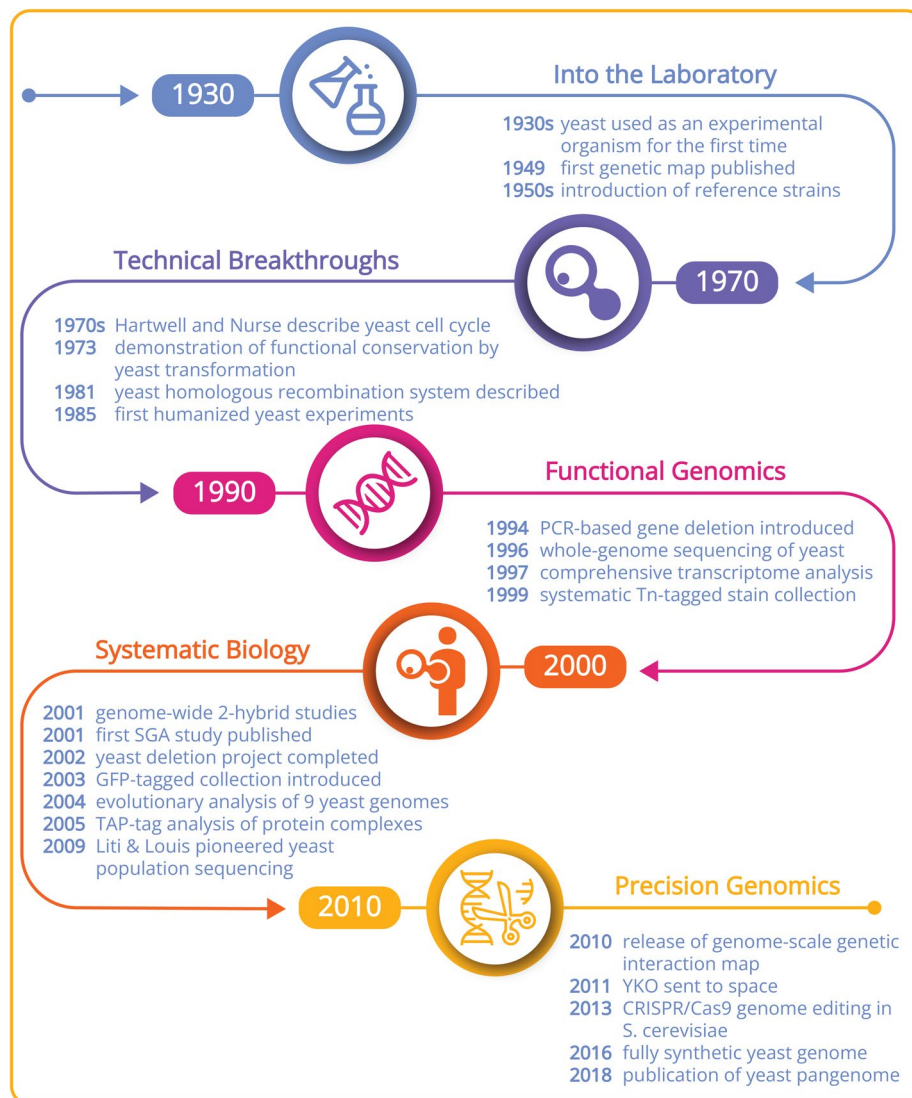 1930
Into the Laboratory
1930s yeast used as an experimental
organism for the first time
1949 first genetic map published
1950s introduction of reference strains
Technical Breakthroughs
1970
1970s Hartwell and Nurse describe yeast cell cycle
1973 demonstration of functional conservation by
yeast transformation
1981 yeast homologous recombination system described
1985 first humanized yeast experiments
1990
Functional Genomics
1994 PCR-based gene deletion introduced
1996 whole-genome sequencing of yeast
1997 comprehensive transcriptome analysis
1999 systematic Tn-tagged stain collection
Systematic Biology
2000
2001 genome-wide 2-hybrid studies
2001 first SGA study published
2002 yeast deletion project completed
2003 GFP-tagged collection introduced
2004 evolutionary analysis of 9 yeast genomes
2005 TAP-tag analysis of protein complexes
2009 Liti & Louis pioneered yeast
population sequencing
2010
Precision Genomics
2010 release of genome-scale genetic
interaction map
2011 YKO sent to space
2013 CRISPR/Cas9 genome editing in
S. cerevisiae
2016 fully synthetic yeast genome
2018 publication of yeast pangenome